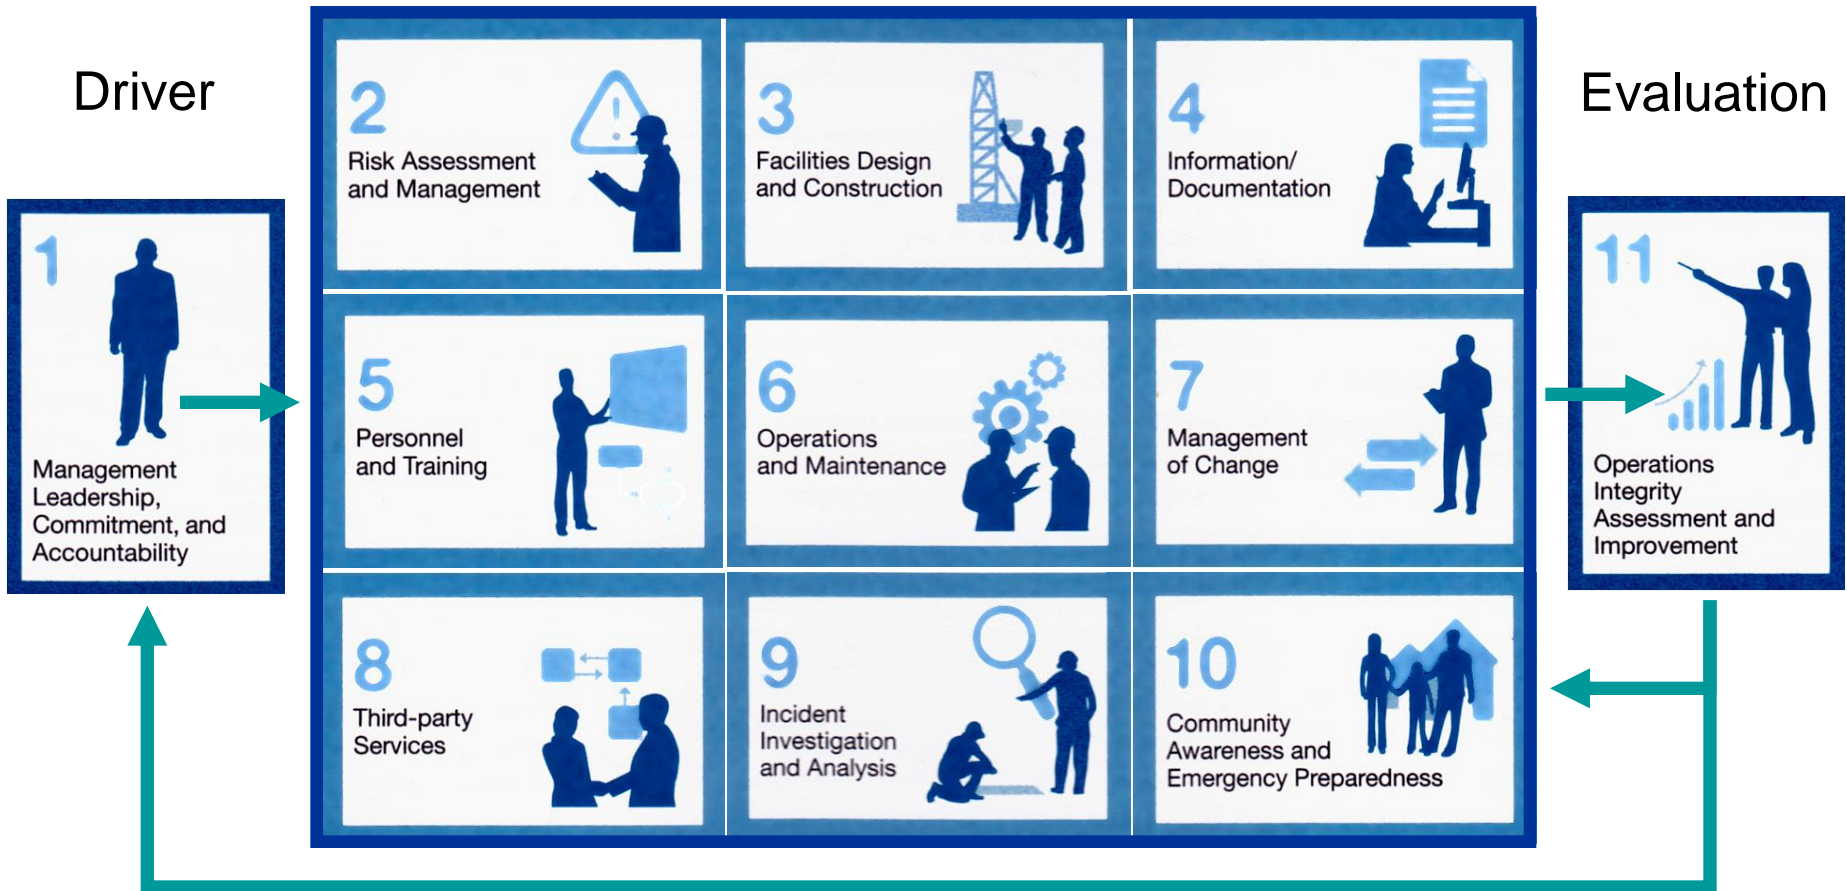 Driver
Evaluation
1
Management
Leadership,
Commitment, and
Accountability
2
Risk Assessment
and Management
3
Facilities Design
and Construction
4
Information/
Documentation
5
Personnel
and Training
6
Operations
and Maintenance
7
Management
of Change
8
Third-party
Services
9
Incident
Investigation
and Analysis
10
Community
Awareness and
Emergency Preparedness
11
Operations
Integrity
Assessment and
Improvement